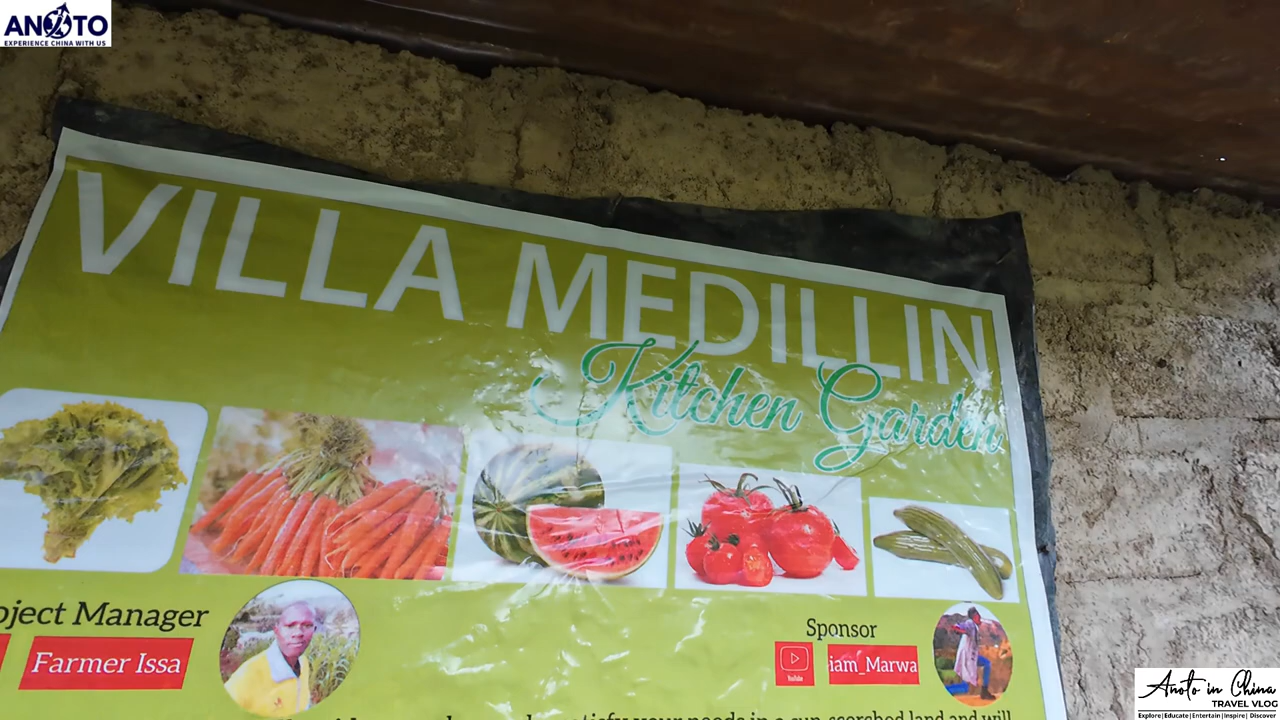 ANOTO
EXPERIENCE CHINA WITH US
VILLA MEDILLIN
Kitchen Garden
oject Manager
Farmer Issa
Sponsor
YouTube
iam_Marwa
satisfy your needs in a sun-scorched land and will
Anoto in China
TRAVEL VLOG
Explore|Educate|Entertain|Inspire| Discover